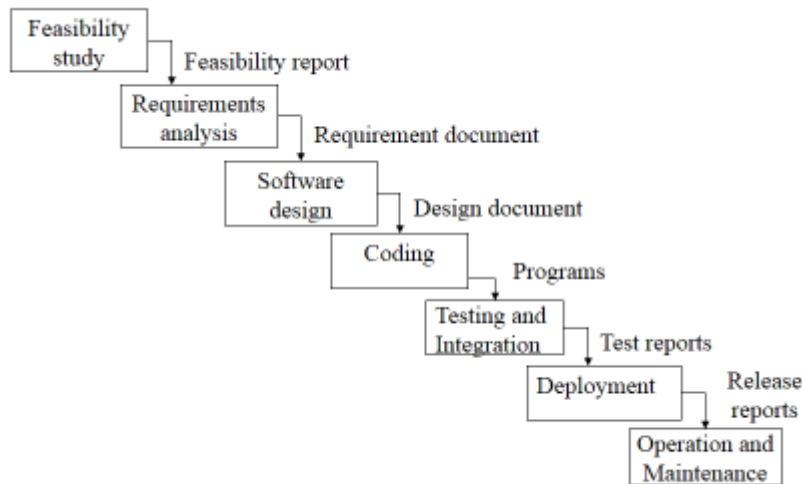 Feasibility
study
Feasibility report
Requirements
analysis
Requirement document
Software
design
Design document
Coding
Programs
Testing and
Integration
Test reports
Deployment
Release
reports
Operation and
Maintenance